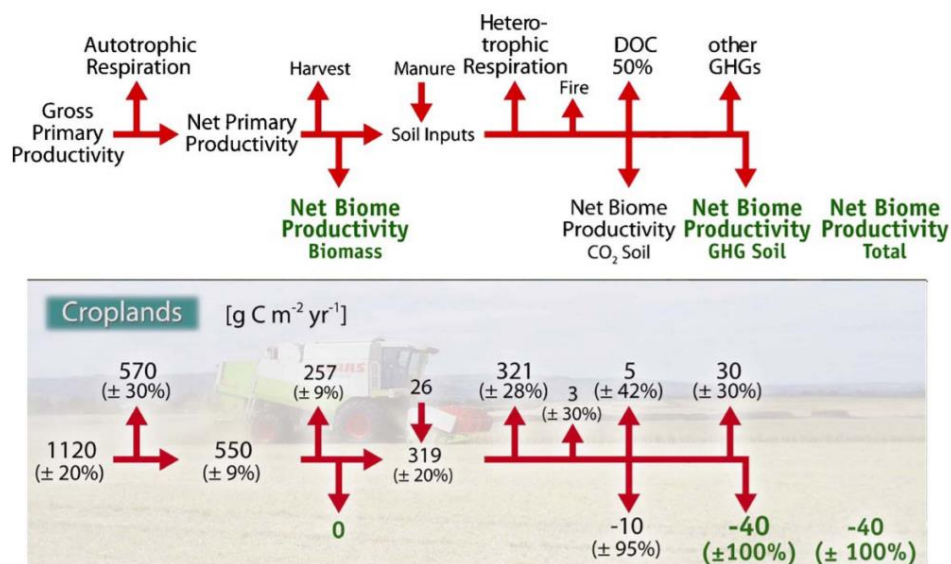 Autotrophic
Respiration
Gross
Primary
Productivity
Net Primary
Productivity
Harvest
Manure
Soil Inputs
Hetero-
trophic
Respiration
Fire
DOC
50%
other
GHGs
Net Biome
Productivity
Biomass
Net Biome
Productivity
CO₂ Soil
Net Biome
Productivity
GHG Soil
Net Biome
Productivity
Total
Croplands
[g C m⁻² yr⁻¹]
570
(± 30%)
1120
(± 20%)
550
(± 9%)
257
(± 9%)
26
319
(± 20%)
321
(± 28%)
3
(± 30%)
5
(± 42%)
30
(± 30%)
0
-10
(± 95%)
-40
(±100%)
-40
(± 100%)